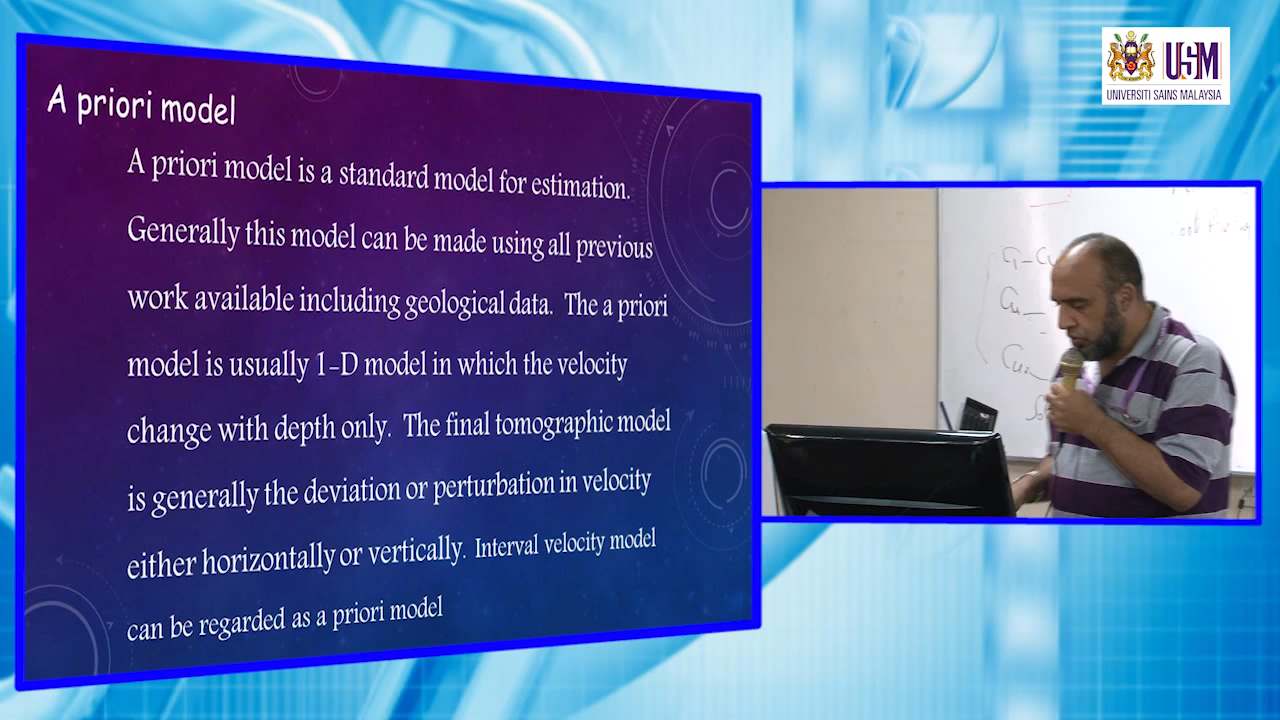 A priori model
A priori model is a standard model for estimation.
Generally this model can be made using all previous
work available including geological data. The a priori
model is usually 1-D model in which the velocity
change with depth only. The final tomographic model
is generally the deviation or perturbation in velocity
either horizontally or vertically. Interval velocity model
can be regarded as a priori model
USM
UNIVERSITI SAINS MALAYSIA